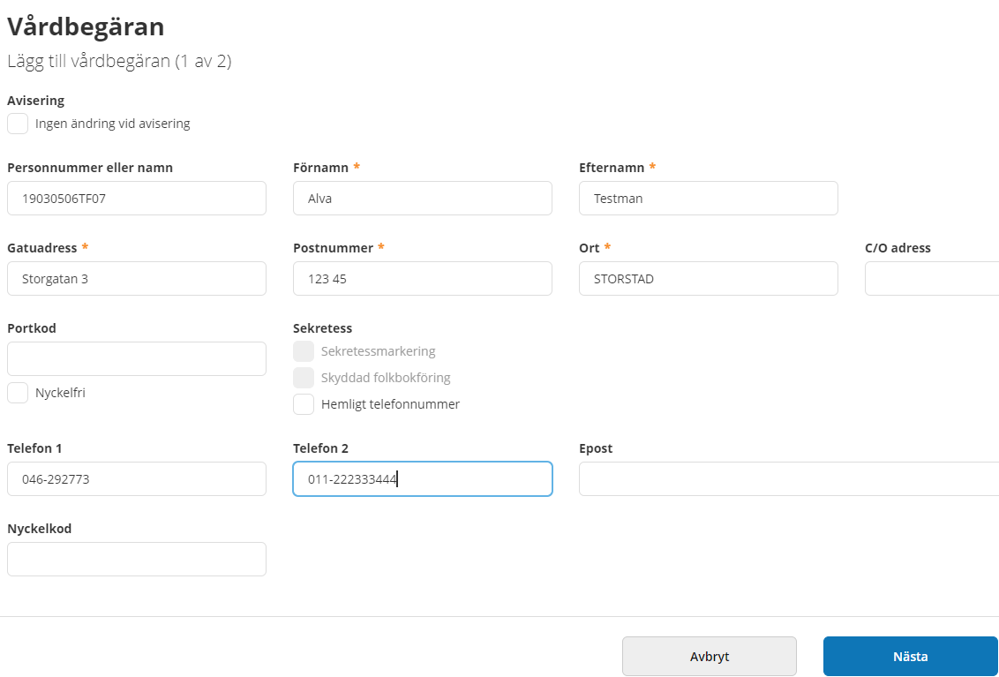 Vårdbegäran
Lägg till vårdbegäran (1 av 2)
Avisering
Ingen ändring vid avisering
Personnummer eller namn Förnamn * Efternamn *
19030506TF07 Alva Testman
Gatuadress * Postnummer * Ort * C/O adress
Storgatan 3 123 45 STORSTAD
Portkod Sekretess
Sekretessmarkering
Skyddad folkbokföring
Nyckelfri Hemligt telefonnummer
Telefon 1 Telefon 2 Epost
046-292773 011-222333444
Nyckelkod
Avbryt Nästa